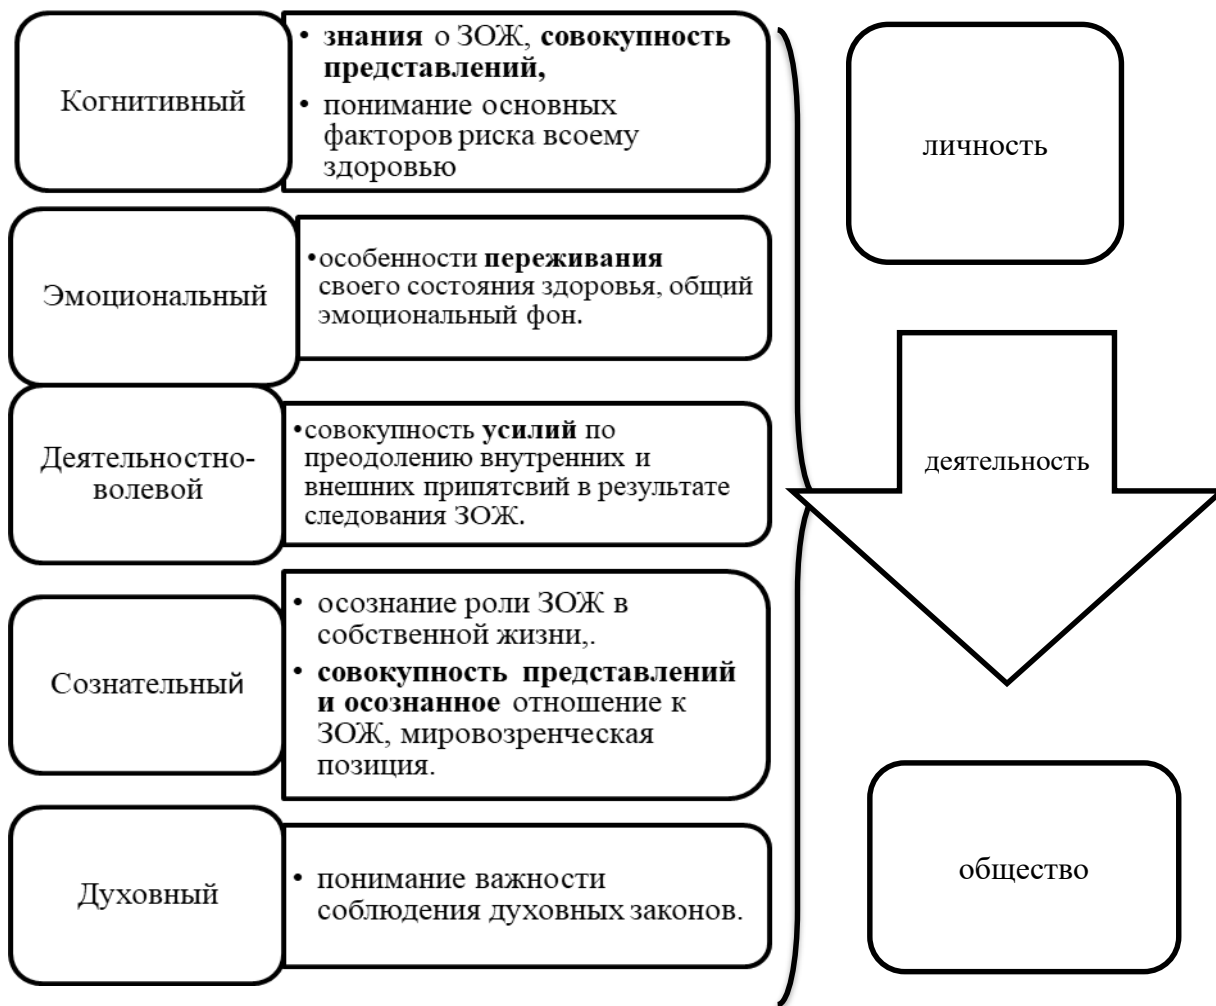 Когнитивный
• знания о ЗОЖ, совокупность
представлений,
• понимание основных
факторов риска всоему
здоровью
Эмоциональный
•особенности переживания
своего состояния здоровья, общий
эмоциональный фон.
Деятельностно-
волевой
•совокупность усилий по
преодолению внутренних и
внешних припятсвий в результате
следования ЗОЖ.
Сознательный
• осознание роли ЗОЖ в
собственной жизни,.
• совокупность представлений
и осознанное отношение к
ЗОЖ, мировозренческая
позиция.
Духовный
• понимание важности
соблюдения духовных законов.
личность
деятельность
общество